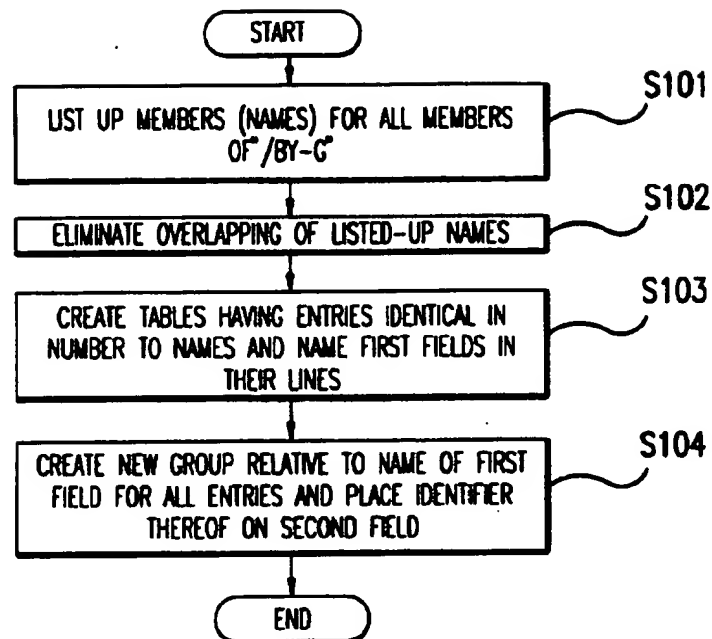 START
S101
LIST UP MEMBERS (NAMES) FOR ALL MEMBERS
OF"/BY-G"
S102
ELIMINATE OVERLAPPING OF LISTED-UP NAMES
S103
CREATE TABLES HAVING ENTRIES IDENTICAL IN
NUMBER TO NAMES AND NAME FIRST FIELDS IN
THEIR LINES
S104
CREATE NEW GROUP RELATIVE TO NAME OF FIRST
FIELD FOR ALL ENTRIES AND PLACE IDENTIFIER
THEREOF ON SECOND FIELD
END